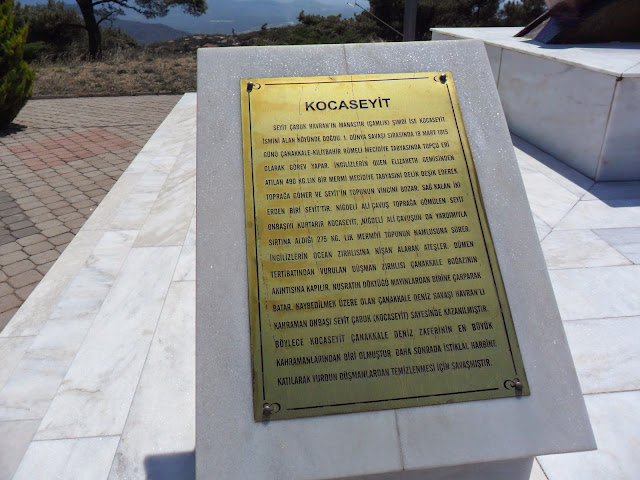 KOCASEYİT
SEYİT ÇABUK HAVRAN'IN MANASTIR (ÇAMLIK) ŞİMDİ İSE KOCASEYİT
İSMİNİ ALAN KÖYÜNDE DOĞDU. 1. DÜNYA SAVAŞI SIRASINDA 18 MART 1915
GÜNÜ ÇANAKKALE-KİLİTBAHİR RUMELİ MECİDİYE TABYASINDA TOPÇU ERİ
OLARAK GÖREV YAPAR. İNGİLİZLERİN QUEN ELIZABETH GEMİSİNDEN
ATILAN 490 KG.LIK BİR MERMİ MECİDİYE TABYASINI DELİK DEŞİK EDEREK
TOPRAĞA GÖMER VE SEYİT'İN TOPUNUN VİNCİNİ BOZAR. SAĞ KALAN İKİ
ERDEN BİRİ SEYİT'TİR. NİĞDELİ ALİ ÇAVUŞ TOPRAĞA GÖMÜLEN SEYİT
ONBAŞIYI KURTARIR KOCASEYİT, NİĞDELİ ALİ ÇAVUŞUN DA YARDIMIYLA
SIRTINA ALDIĞI 275 KG. LIK MERMİYİ TOPUNUN NAMLUSUNA SÜRER.
İNGİLİZLERİN OCEAN ZIRHLISINA NİŞAN ALARAK ATEŞLER. DÜMEN
TERTİBATINDAN VURULAN DÜŞMAN ZIRHLISI ÇANAKKALE BOĞAZININ
AKINTISINA KAPILIR. NUSRATIN DÖKTÜĞÜ MAYINLARDAN BİRİNE ÇARPARAK
BATAR. KAYBEDİLMEK ÜZERE OLAN ÇANAKKALE DENİZ SAVAŞI HAVRAN'LI
KAHRAMAN ONBAŞI SEYİT ÇABUK (KOCASEYİT) SAYESİNDE KAZANILMIŞTIR.
BÖYLECE KOCASEYİT ÇANAKKALE DENİZ ZAFERİNİN EN BÜYÜK
KAHRAMANLARINDAN BİRİ OLMUŞTUR. DAHA SONRADA İSTİKLAL HARBİNE
KATILARAK YURDUN DÜŞMANLARDAN TEMİZLENMESİ İÇİN SAVAŞMIŞTIR.